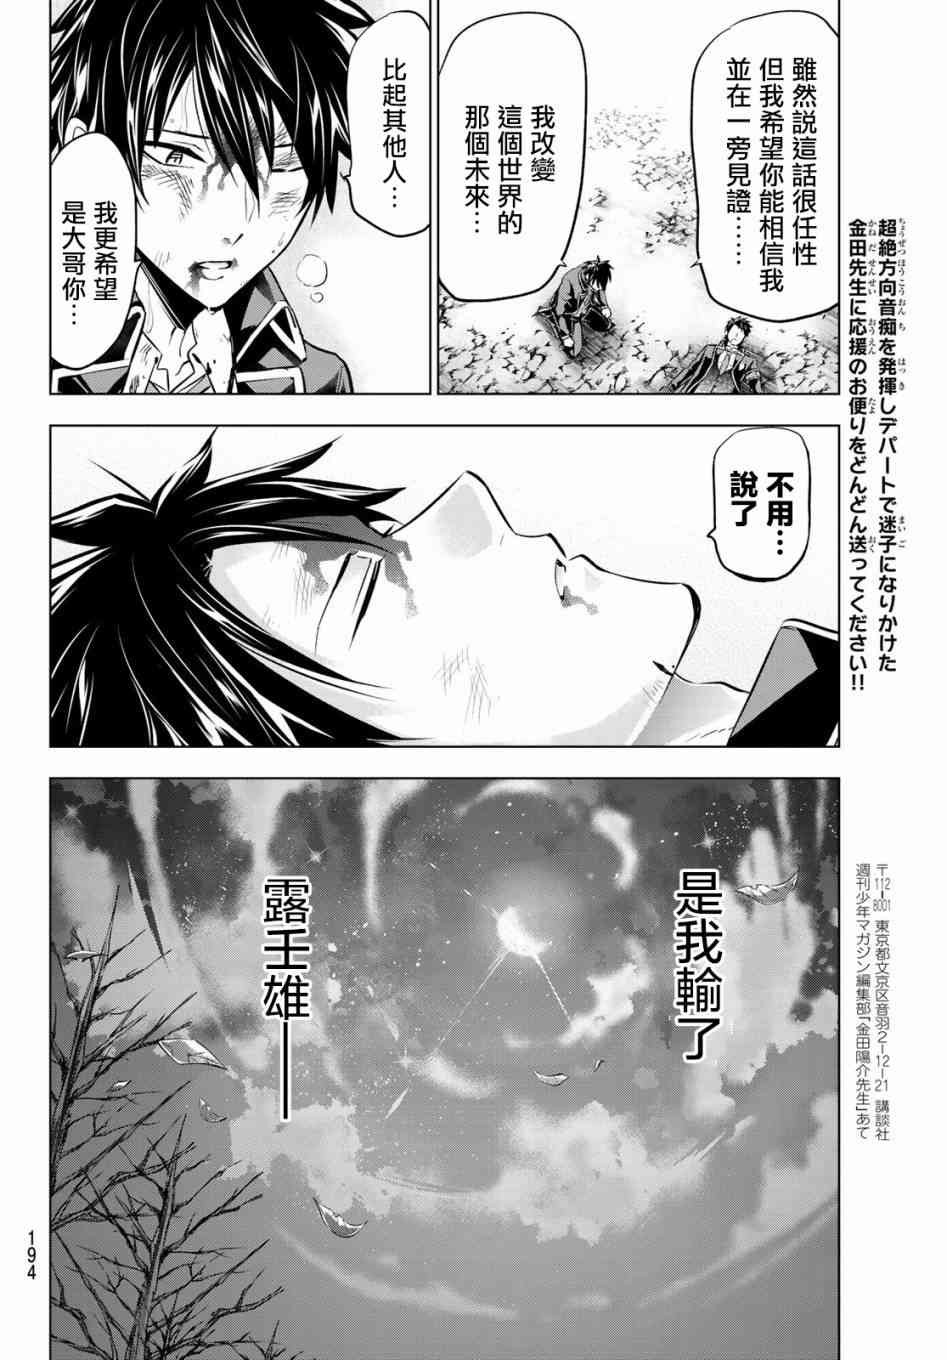 雖然說這話很任性
但我希望你能相信我
並在一旁見證……
我改變
這個世界的
那個未來…
比起其他人…
我更希望
是大哥你…
不用…
說了
是我輸了
露壬雄——
超絶方向音痴を発揮しデパートで迷子になりかけた
金田先生に応援のお便りをどんどん送ってください!!
〒112-8001 東京都文京区音羽2-12-21 講談社
週刊少年マガジン編集部「金田陽介先生」あて
194